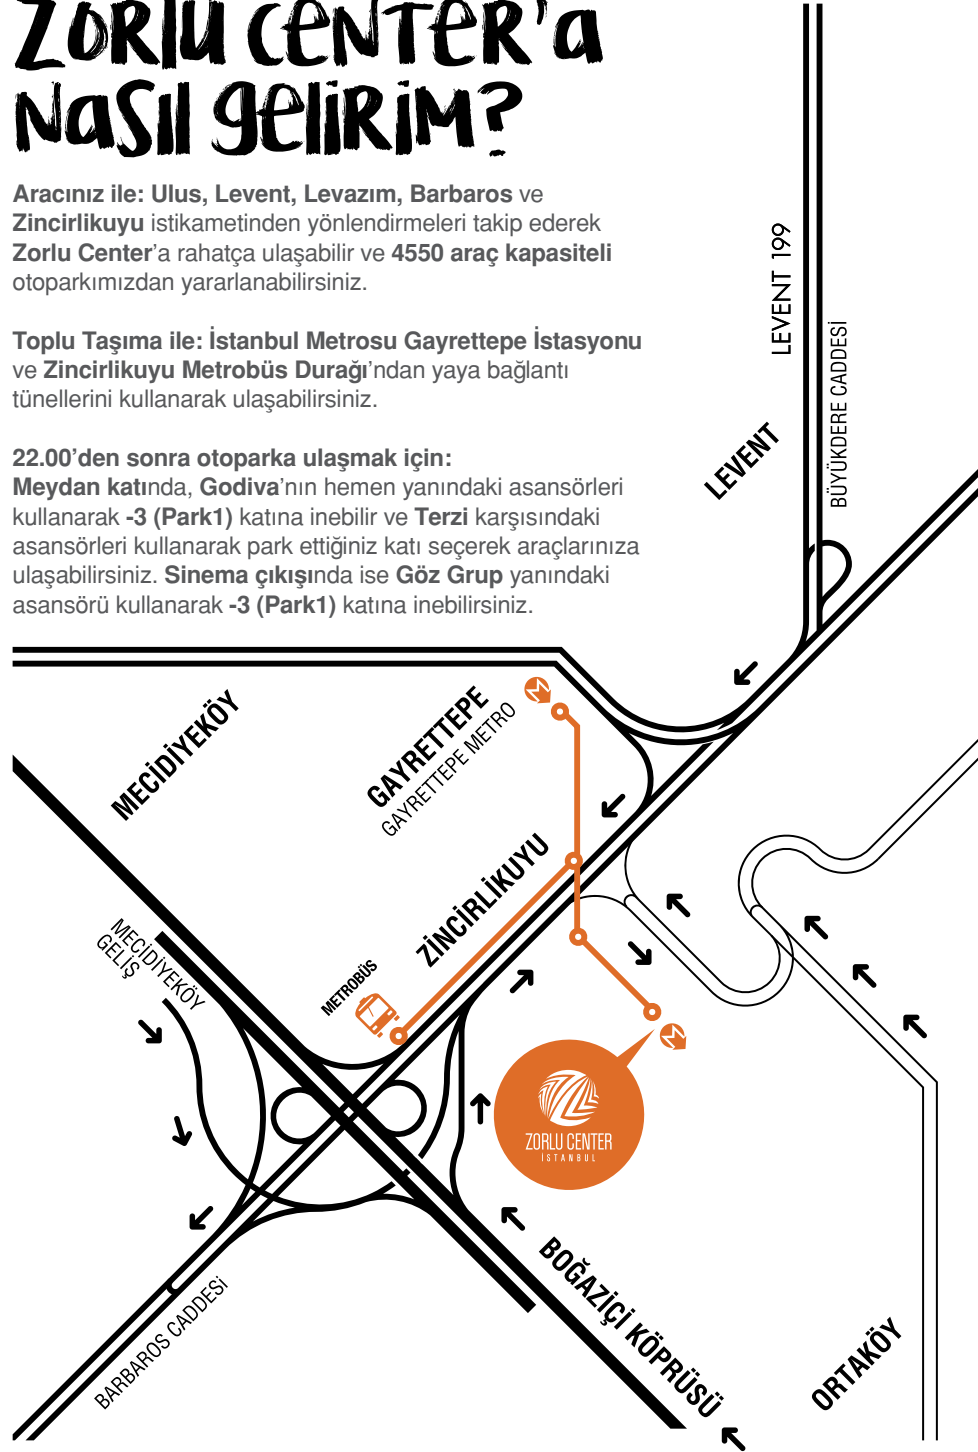 ZORlU CENTER'a
NaSIl gElİRİM?
Aracınız ile: Ulus, Levent, Levazım, Barbaros ve
Zincirlikuyu istikametinden yönlendirmeleri takip ederek
Zorlu Center'a rahatça ulaşabilir ve 4550 araç kapasiteli
otoparkımızdan yararlanabilirsiniz.
Toplu Taşıma ile: İstanbul Metrosu Gayrettepe İstasyonu
ve Zincirlikuyu Metrobüs Durağı'ndan yaya bağlantı
tünellerini kullanarak ulaşabilirsiniz.
22.00'den sonra otoparka ulaşmak için:
Meydan katında, Godiva'nın hemen yanındaki asansörleri
kullanarak -3 (Park1) katına inebilir ve Terzi karşısındaki
asansörleri kullanarak park ettiğiniz katı seçerek araçlarınıza
ulaşabilirsiniz. Sinema çıkışında ise Göz Grup yanındaki
asansörü kullanarak -3 (Park1) katına inebilirsiniz.
LEVENT 199
BÜYÜKDERE CADDESİ
LEVENT
MECİDİYEKÖY
GAYRETTEPE
GAYRETTEPE METRO
M
ZİNCİRLİKUYU
MECİDİYEKÖY
GELİŞ
METROBÜS
M
ZORLU CENTER
İSTANBUL
BOĞAZİÇİ KÖPRÜSÜ
BARBAROS CADDESİ
ORTAKÖY